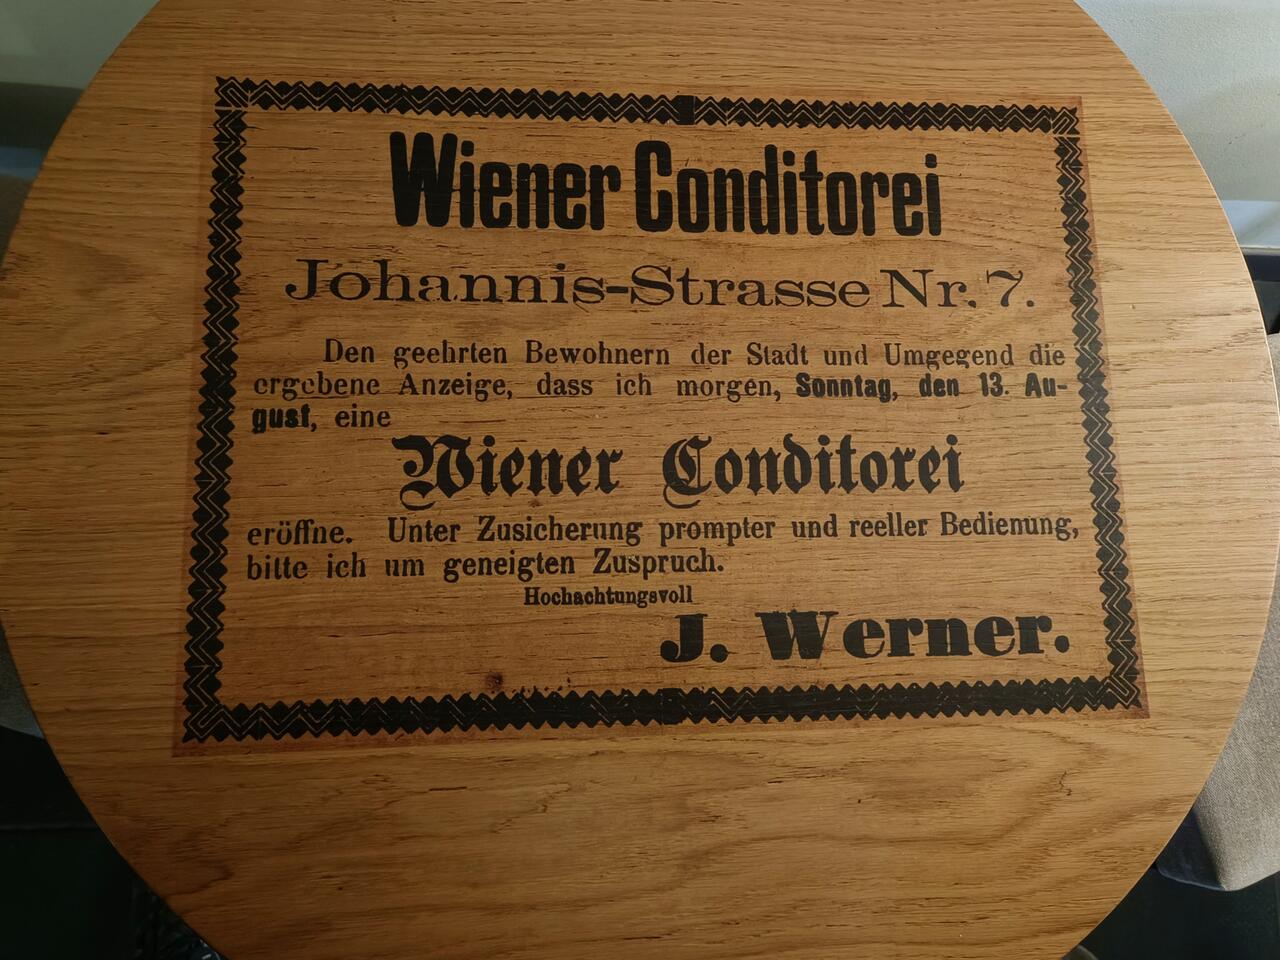 Wiener Conditorei
Johannis-Strasse Nr. 7.
Den geehrten Bewohnern der Stadt und Umgegend die
ergebene Anzeige, dass ich morgen, Sonntag, den 13. Au-
gust, eine
Wiener Conditorei
eröffne. Unter Zusicherung prompter und reeller Bedienung,
bitte ich um geneigten Zuspruch.
Hochachtungsvoll
J. Werner.